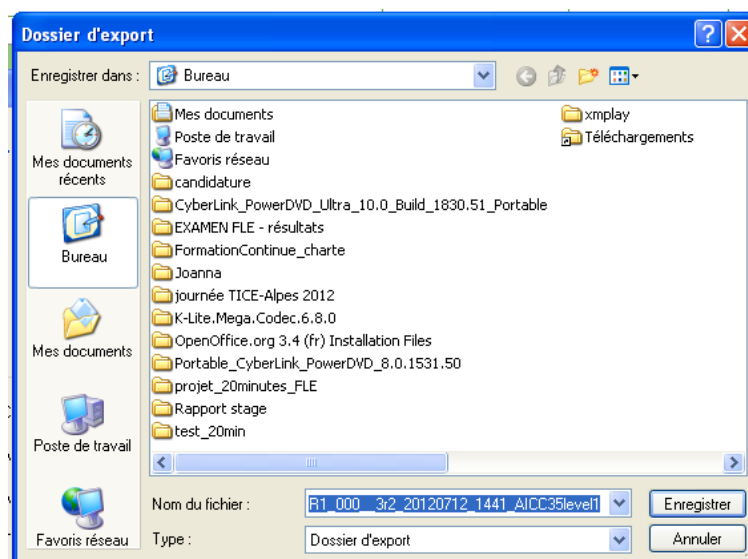 Dossier d'export
Enregistrer dans :
Bureau
Mes documents récents
Bureau
Mes documents
Poste de travail
Favoris réseau
Mes documents
Poste de travail
Favoris réseau
candidature
CyberLink_PowerDVD_Ultra_10.0_Build_1830.51_Portable
EXAMEN FLE - résultats
FormationContinue_charte
Joanna
journée TICE-Alpes 2012
K-Lite.Mega.Codec.6.8.0
OpenOffice.org 3.4 (fr) Installation Files
Portable_CyberLink_PowerDVD_8.0.1531.50
projet_20minutes_FLE
Rapport stage
test_20min
xmplay
Téléchargements
Nom du fichier :
R1_000__3r2_20120712_1441_AICC35level1
Enregistrer
Type :
Dossier d'export
Annuler